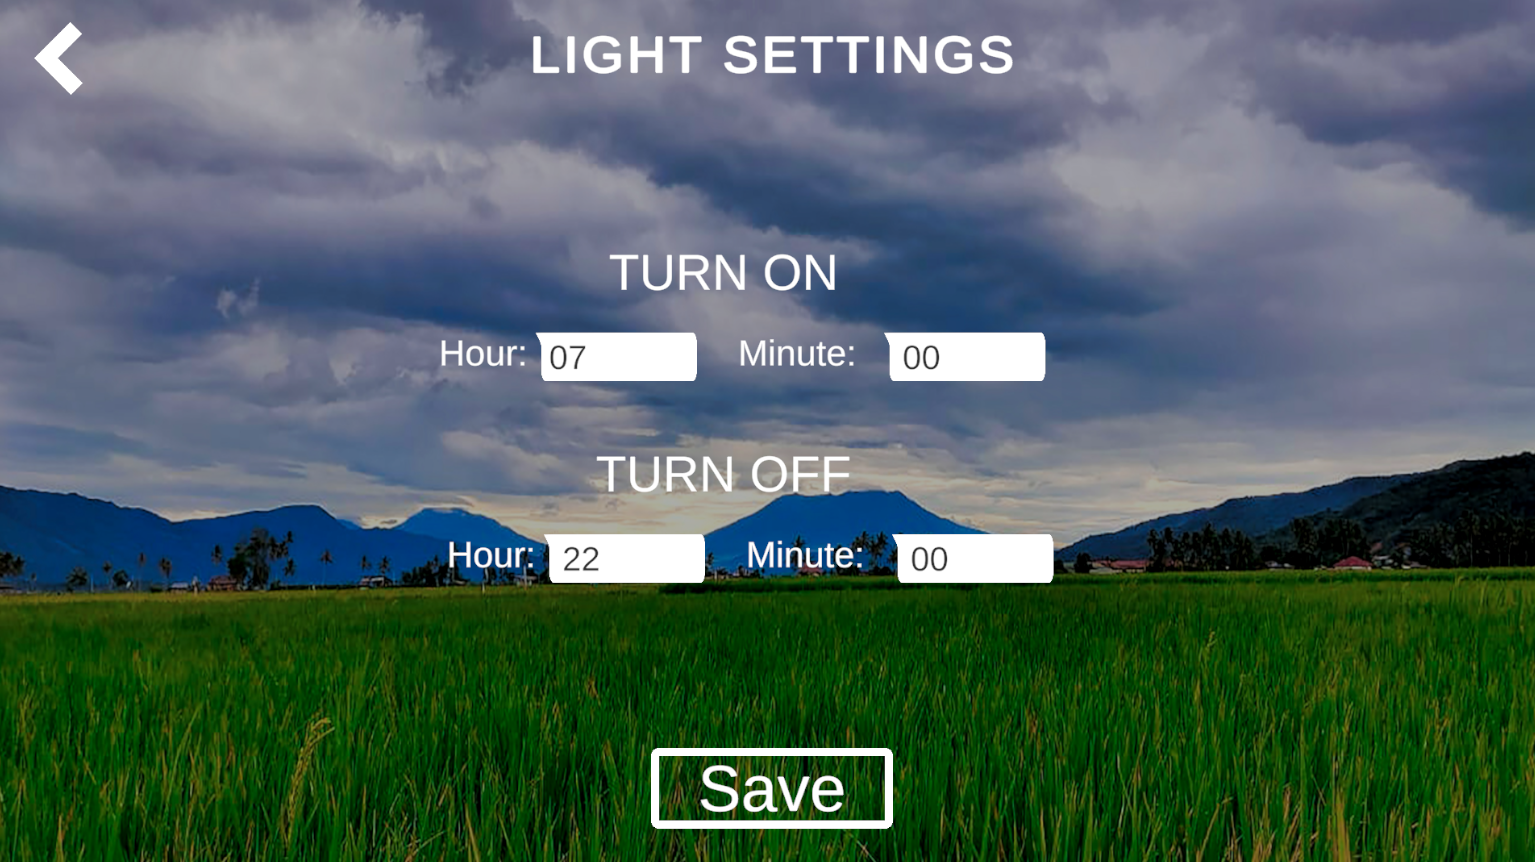 LIGHT SETTINGS
TURN ON
Hour: 07 Minute: 00
TURN OFF
Hour: 22 Minute: 00
Save